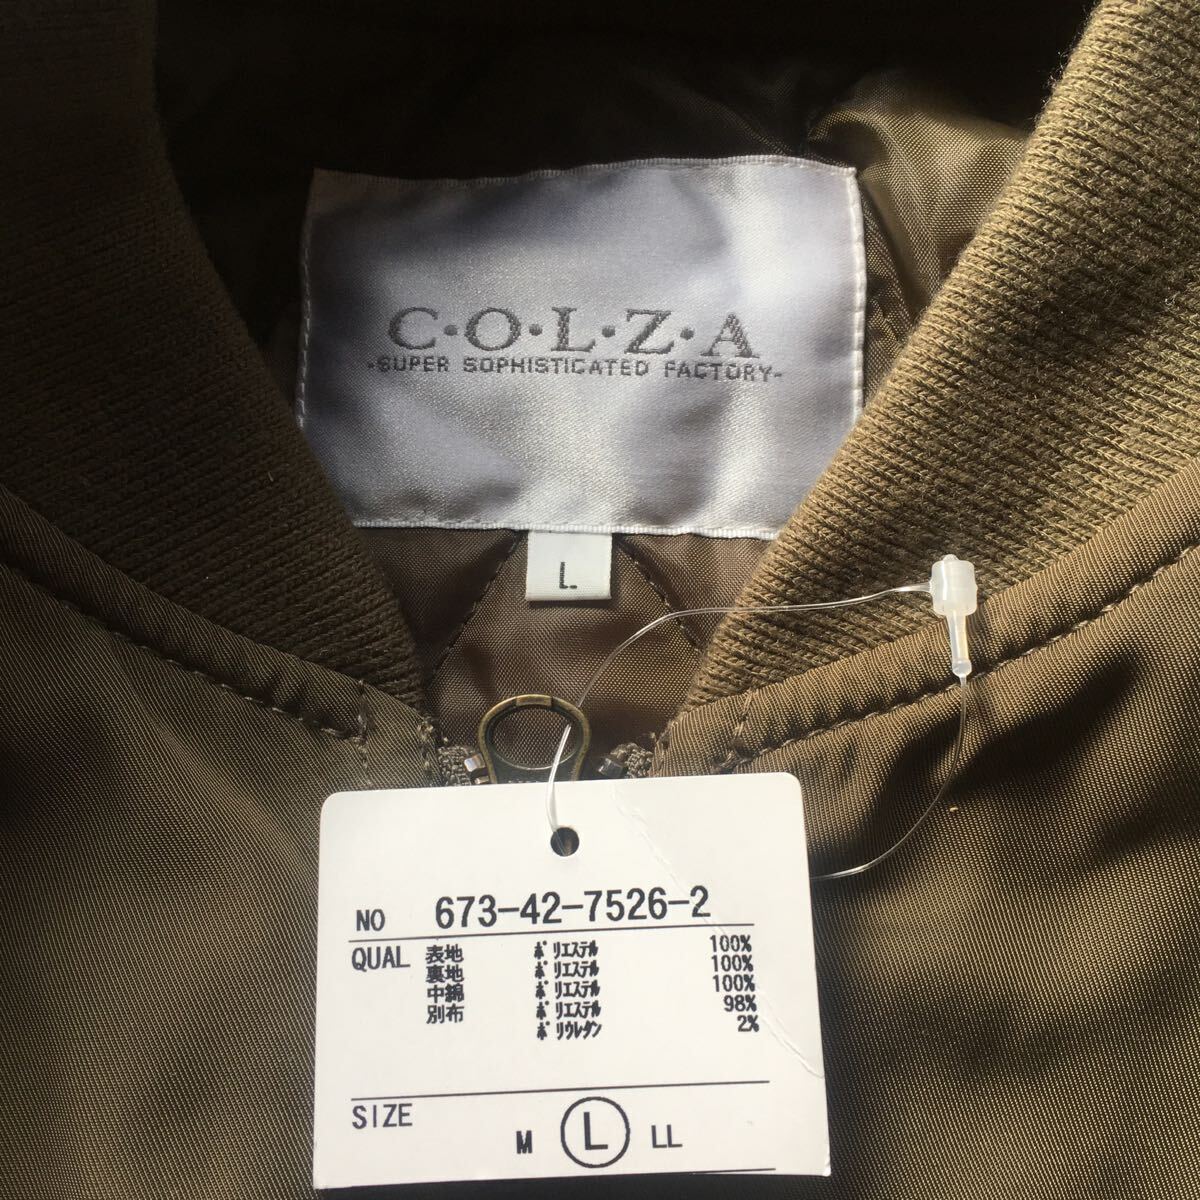 C·O·L·Z·A
-SUPER SOPHISTICATED FACTORY-
L
NO 673-42-7526-2
QUAL 表地 ポリエステル 100%
裏地 ポリエステル 100%
中綿 ポリエステル 100%
別布 ポリエステル 98%
ポリウレタン 2%
SIZE
M L LL